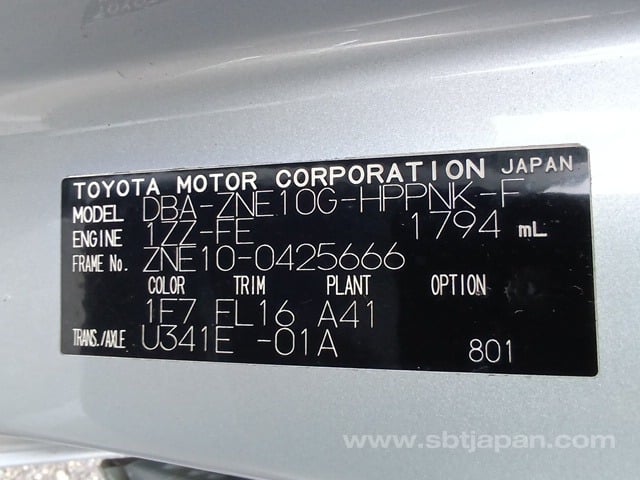 TOYOTA MOTOR CORPORATION JAPAN
MODEL DBA-ZNE10G-HPPNK-F
ENGINE 1ZZ-FE 1794 mL
FRAME No. ZNE10-0425666
COLOR TRIM PLANT OPTION
1F7 FL16 A41
TRANS./AXLE U341E -01A 801
www.sbtjapan.com